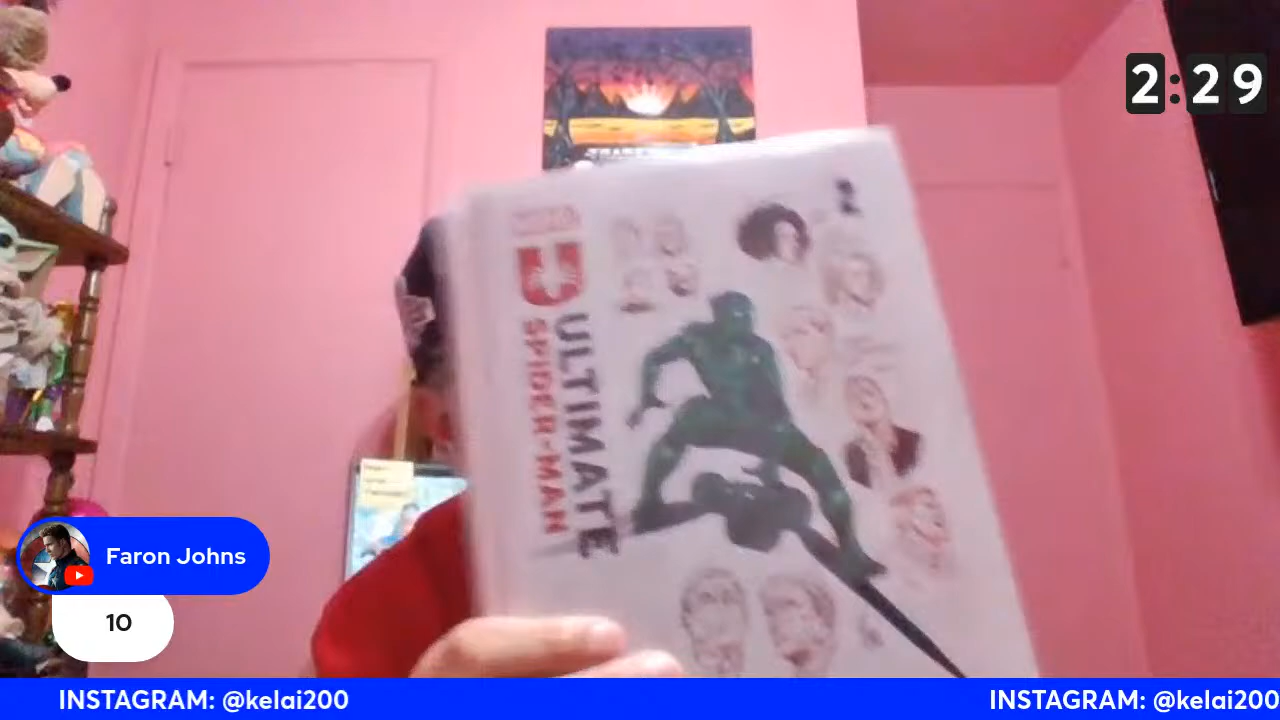 2:29
ULTIMATE
SPIDER-MAN
Faron Johns
10
INSTAGRAM: @kelai200
INSTAGRAM: @kelai200